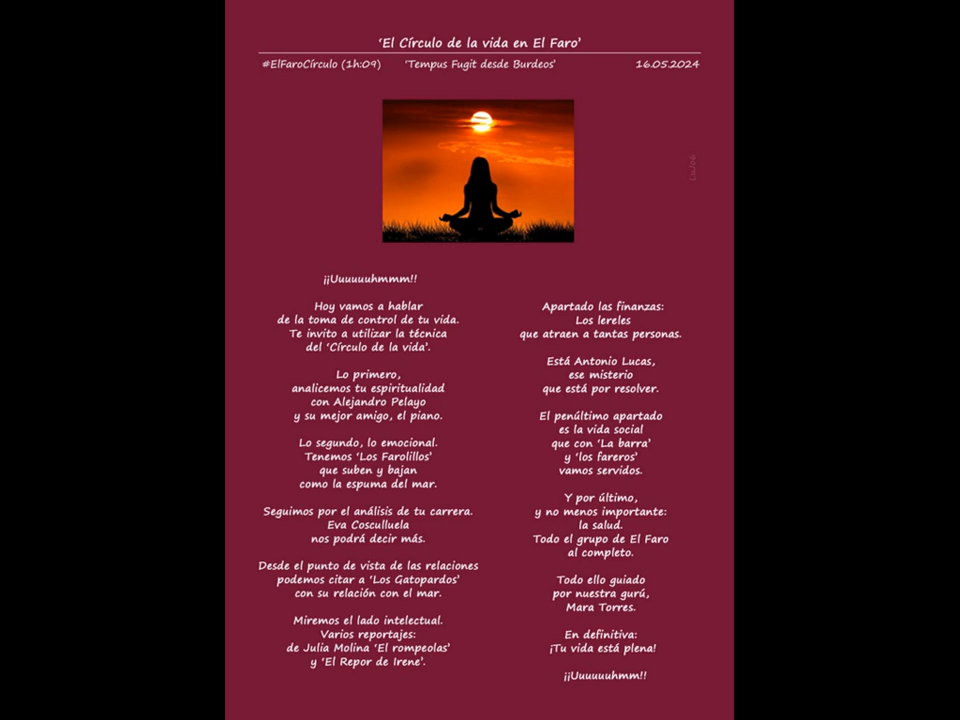 ‘El Círculo de la vida en El Faro’
#ElFaroCírculo (1h:09) ‘Tempus Fugit desde Burdeos’ 16.05.2024
¡¡Uuuuuuhmmm!!
Hoy vamos a hablar
de la toma de control de tu vida.
Te invito a utilizar la técnica
del ‘Círculo de la vida’.
Lo primero,
analicemos tu espiritualidad
con Alejandro Pelayo
y su mejor amigo, el piano.
Lo segundo, lo emocional.
Tenemos ‘Los Farolillos’
que suben y bajan
como la espuma del mar.
Seguimos por el análisis de tu carrera.
Eva Cosculluela
nos podrá decir más.
Desde el punto de vista de las relaciones
podemos citar a ‘Los Gatopardos’
con su relación con el mar.
Miremos el lado intelectual.
Varios reportajes:
de Julia Molina ‘El rompeolas’
y ‘El Repor de Irene’.
Apartado las finanzas:
Los lereles
que atraen a tantas personas.
Está Antonio Lucas,
ese misterio
que está por resolver.
El penúltimo apartado
es la vida social
que con ‘La barra’
y ‘los fareros’
vamos servidos.
Y por último,
y no menos importante:
la salud.
Todo el grupo de El Faro
al completo.
Todo ello guiado
por nuestra gurú,
Mara Torres.
En definitiva:
¡Tu vida está plena!
¡¡Uuuuuuhmm!!